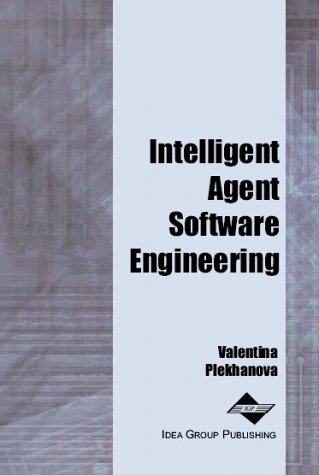 Intelligent
Agent
Software
Engineering
Valentina
Plekhanova
IGP
IDEA GROUP PUBLISHING